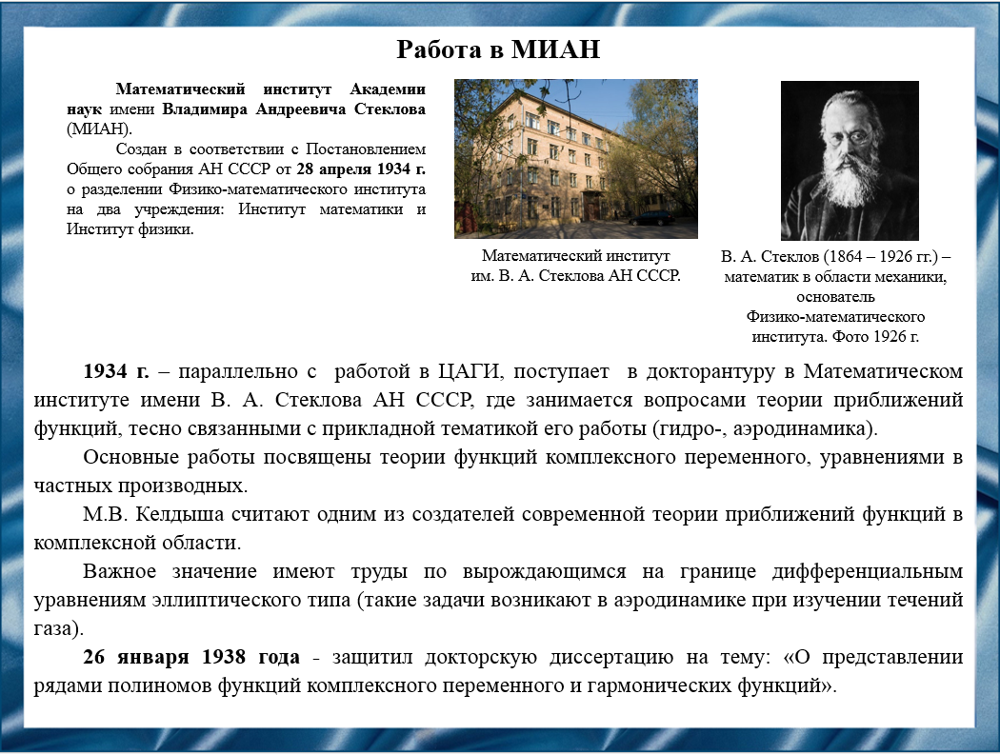 Работа в МИАН
Математический институт Академии
наук имени Владимира Андреевича Стеклова
(МИАН).
Создан в соответствии с Постановлением
Общего собрания АН СССР от 28 апреля 1934 г.
о разделении Физико-математического института
на два учреждения: Институт математики и
Институт физики.
Математический институт
им. В. А. Стеклова АН СССР.
В. А. Стеклов (1864 – 1926 гг.) –
математик в области механики,
основатель
Физико-математического
института. Фото 1926 г.
1934 г. – параллельно с работой в ЦАГИ, поступает в докторантуру в Математическом
институте имени В. А. Стеклова АН СССР, где занимается вопросами теории приближений
функций, тесно связанными с прикладной тематикой его работы (гидро-, аэродинамика).
Основные работы посвящены теории функций комплексного переменного, уравнениями в
частных производных.
М.В. Келдыша считают одним из создателей современной теории приближений функций в
комплексной области.
Важное значение имеют труды по вырождающимся на границе дифференциальным
уравнениям эллиптического типа (такие задачи возникают в аэродинамике при изучении течений
газа).
26 января 1938 года - защитил докторскую диссертацию на тему: «О представлении
рядами полиномов функций комплексного переменного и гармонических функций».